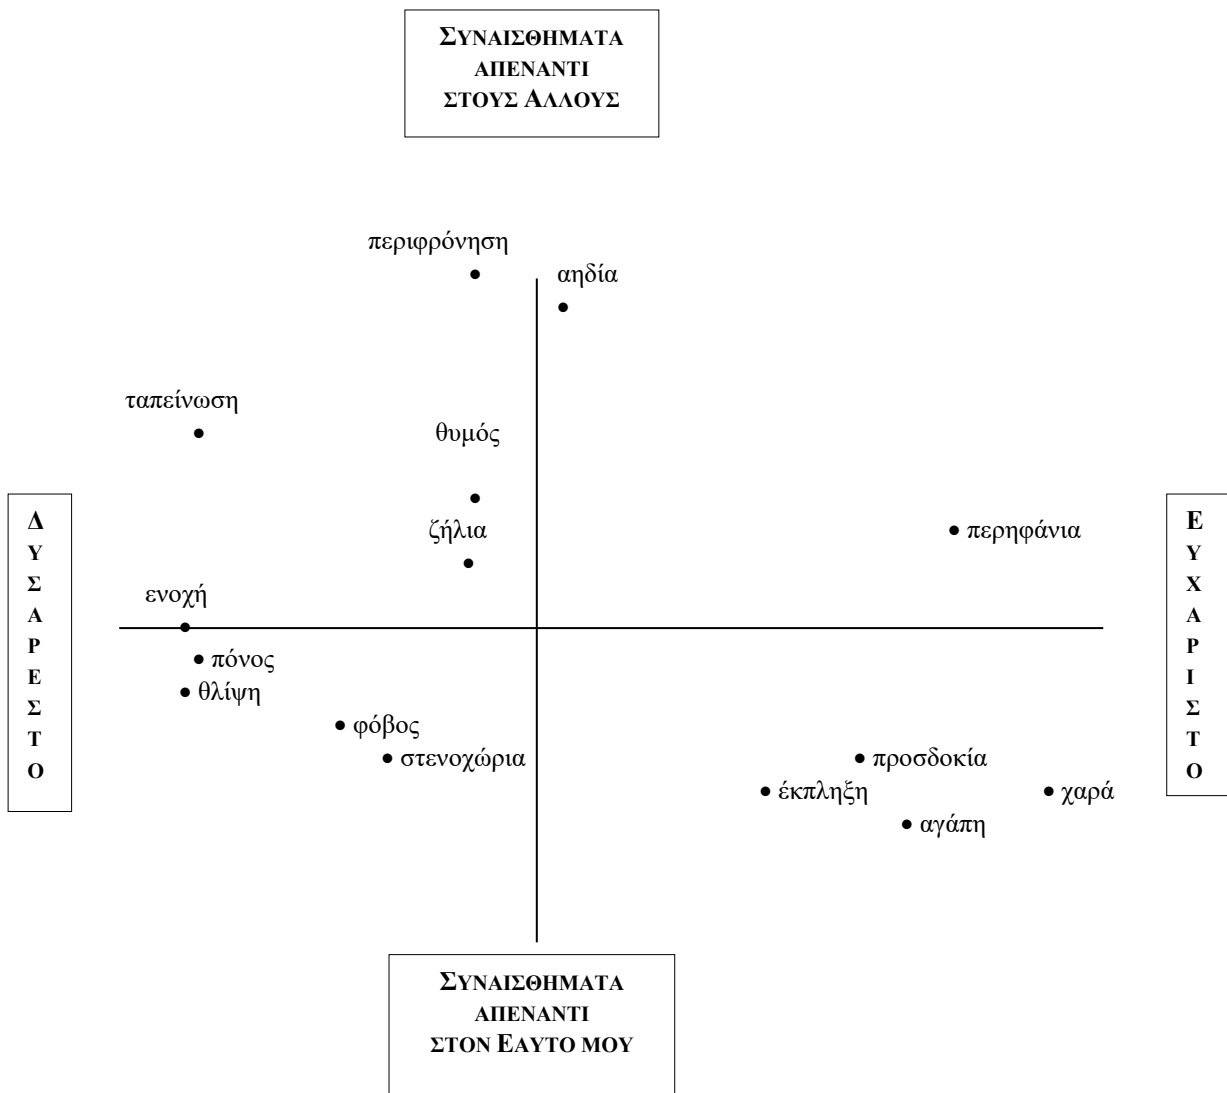 ΣΥΝΑΙΣΘΗΜΑΤΑ
ΑΠΕΝΑΝΤΙ
ΣΤΟΥΣ ΑΛΛΟΥΣ
περιφρόνηση
αηδία
ταπείνωση
θυμός
ζήλια
περηφάνια
ενοχή
πόνος
θλίψη
φόβος
στενοχώρια
προσδοκία
έκπληξη
χαρά
αγάπη
Δ
Υ
Σ
Α
Ρ
Ε
Σ
Τ
Ο
Ε
Υ
Χ
Α
Ρ
Ι
Σ
Τ
Ο
ΣΥΝΑΙΣΘΗΜΑΤΑ
ΑΠΕΝΑΝΤΙ
ΣΤΟΝ ΕΑΥΤΟ ΜΟΥ